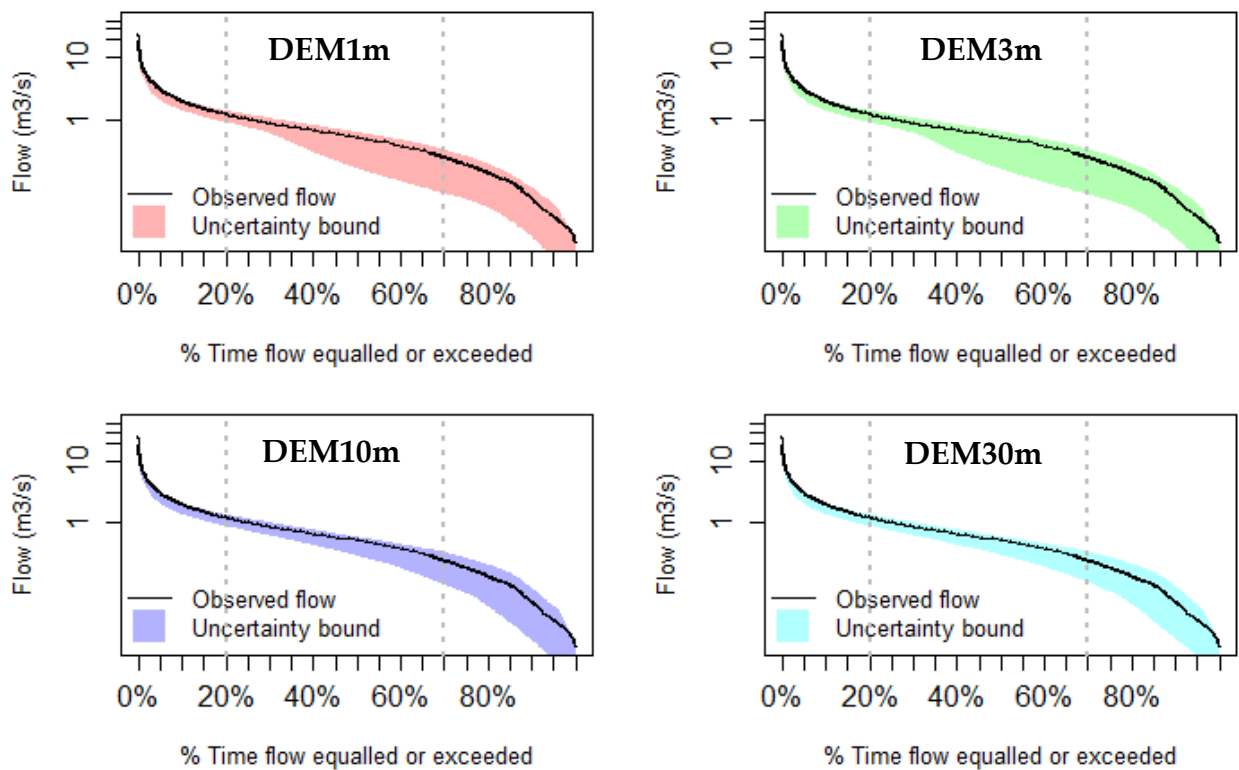 DEM1m
Flow (m3/s)
10
1
Observed flow
Uncertainty bound
0% 20% 40% 60% 80%
% Time flow equalled or exceeded
DEM3m
Flow (m3/s)
10
1
Observed flow
Uncertainty bound
0% 20% 40% 60% 80%
% Time flow equalled or exceeded
DEM10m
Flow (m3/s)
10
1
Observed flow
Uncertainty bound
0% 20% 40% 60% 80%
% Time flow equalled or exceeded
DEM30m
Flow (m3/s)
10
1
Observed flow
Uncertainty bound
0% 20% 40% 60% 80%
% Time flow equalled or exceeded